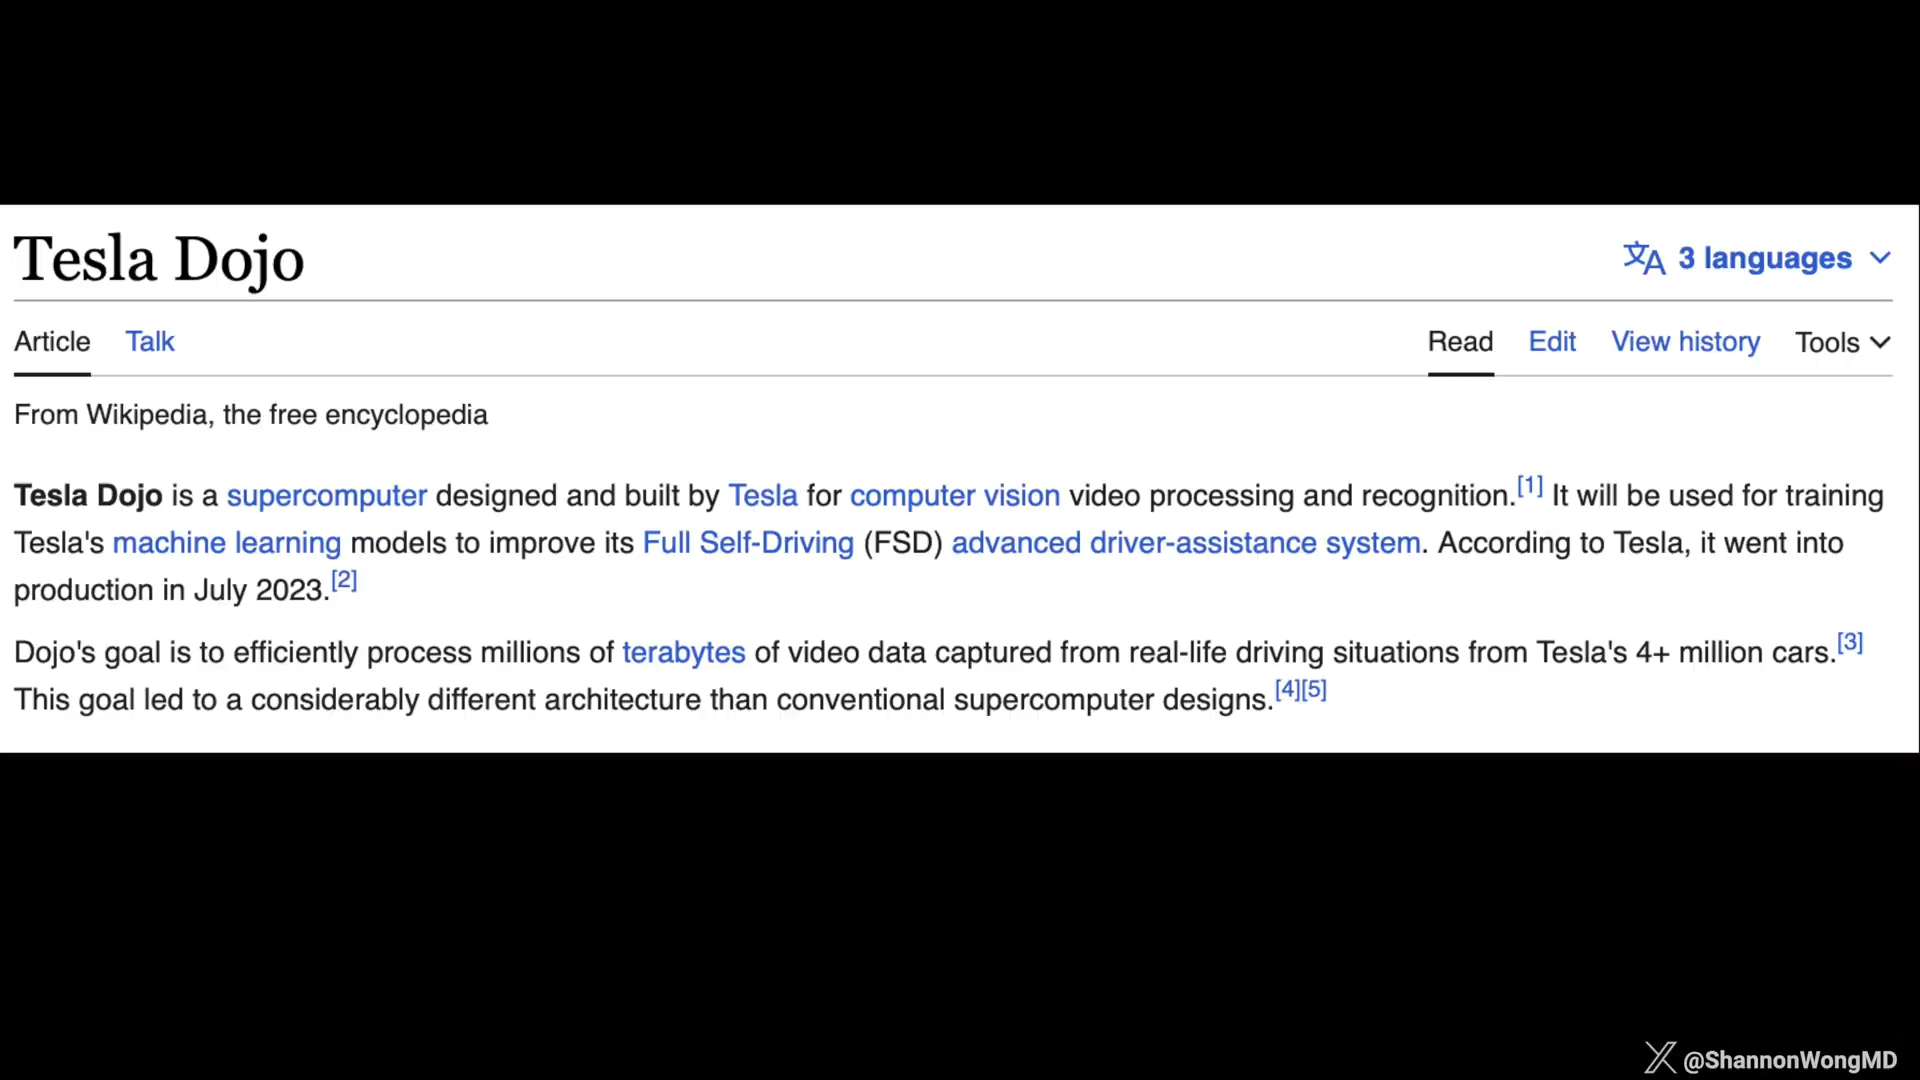 Tesla Dojo
文A 3 languages
Article Talk Read Edit View history Tools
From Wikipedia, the free encyclopedia
Tesla Dojo is a supercomputer designed and built by Tesla for computer vision video processing and recognition.[1] It will be used for training
Tesla's machine learning models to improve its Full Self-Driving (FSD) advanced driver-assistance system. According to Tesla, it went into
production in July 2023.[2]
Dojo's goal is to efficiently process millions of terabytes of video data captured from real-life driving situations from Tesla's 4+ million cars.[3]
This goal led to a considerably different architecture than conventional supercomputer designs.[4][5]
X @ShannonWongMD